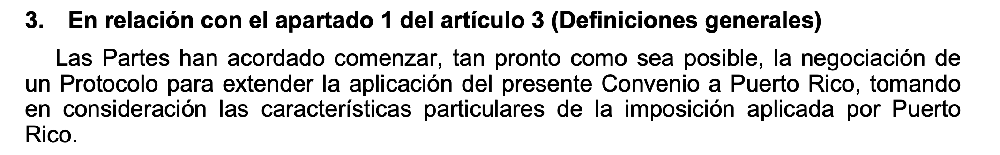 3. En relación con el apartado 1 del artículo 3 (Definiciones generales)
Las Partes han acordado comenzar, tan pronto como sea posible, la negociación de
un Protocolo para extender la aplicación del presente Convenio a Puerto Rico, tomando
en consideración las características particulares de la imposición aplicada por Puerto
Rico.